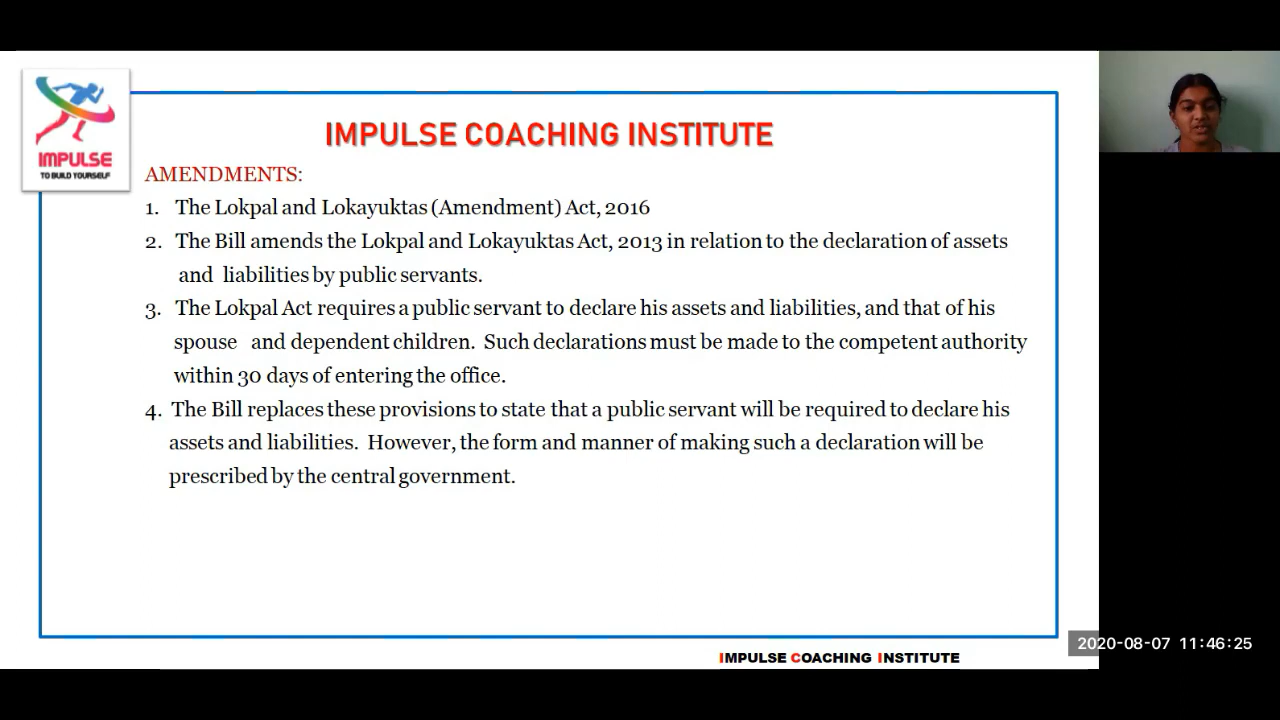 IMPULSE
TO BUILD YOURSELF
IMPULSE COACHING INSTITUTE
AMENDMENTS:
1. The Lokpal and Lokayuktas (Amendment) Act, 2016
2. The Bill amends the Lokpal and Lokayuktas Act, 2013 in relation to the declaration of assets
and liabilities by public servants.
3. The Lokpal Act requires a public servant to declare his assets and liabilities, and that of his
spouse and dependent children. Such declarations must be made to the competent authority
within 30 days of entering the office.
4. The Bill replaces these provisions to state that a public servant will be required to declare his
assets and liabilities. However, the form and manner of making such a declaration will be
prescribed by the central government.
2020-08-07 11:46:25
IMPULSE COACHING INSTITUTE